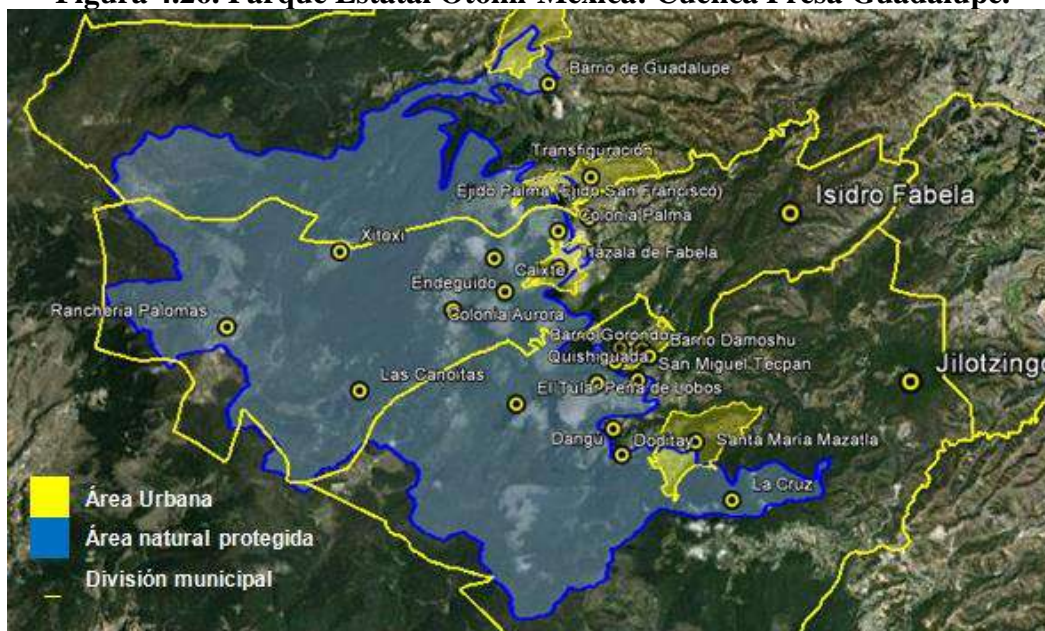 Figura 4.26. Parque Estatal Otomí-Mexica. Cuenca Presa Guadalupe.
Barrio de Guadalupe
Transfiguración
Ejido Palma (Ejido San Francisco)
Isidro Fabela
Colonia Palma
Xitoxi
Tlazala de Fabela
Caixte
Endeguido
Ranchería Palomas
Colonia Aurora
Barrio Gorondo
Barrio Damoshu
Quishiguada
San Miguel Tecpan
Jilotzingo
Las Canoitas
El Tular
Peña de Lobos
Dangú
Doditay
Santa María Mazatla
La Cruz
Área Urbana
Área natural protegida
División municipal